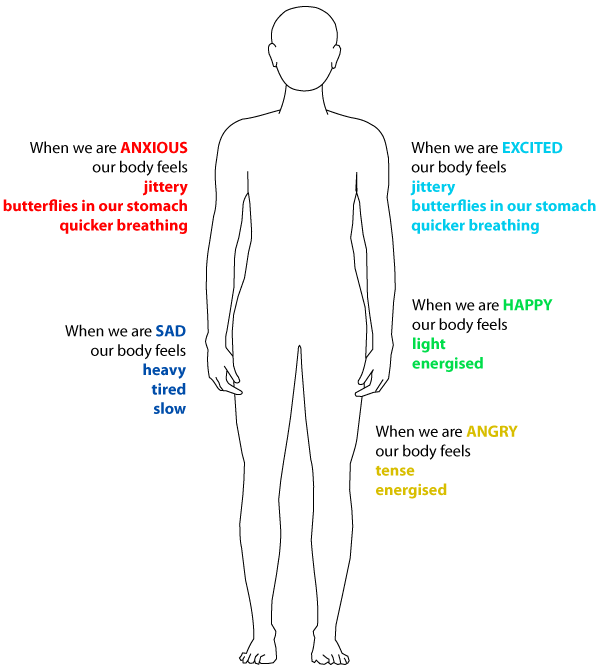 When we are ANXIOUS
our body feels
jittery
butterflies in our stomach
quicker breathing
When we are EXCITED
our body feels
jittery
butterflies in our stomach
quicker breathing
When we are SAD
our body feels
heavy
tired
slow
When we are HAPPY
our body feels
light
energised
When we are ANGRY
our body feels
tense
energised